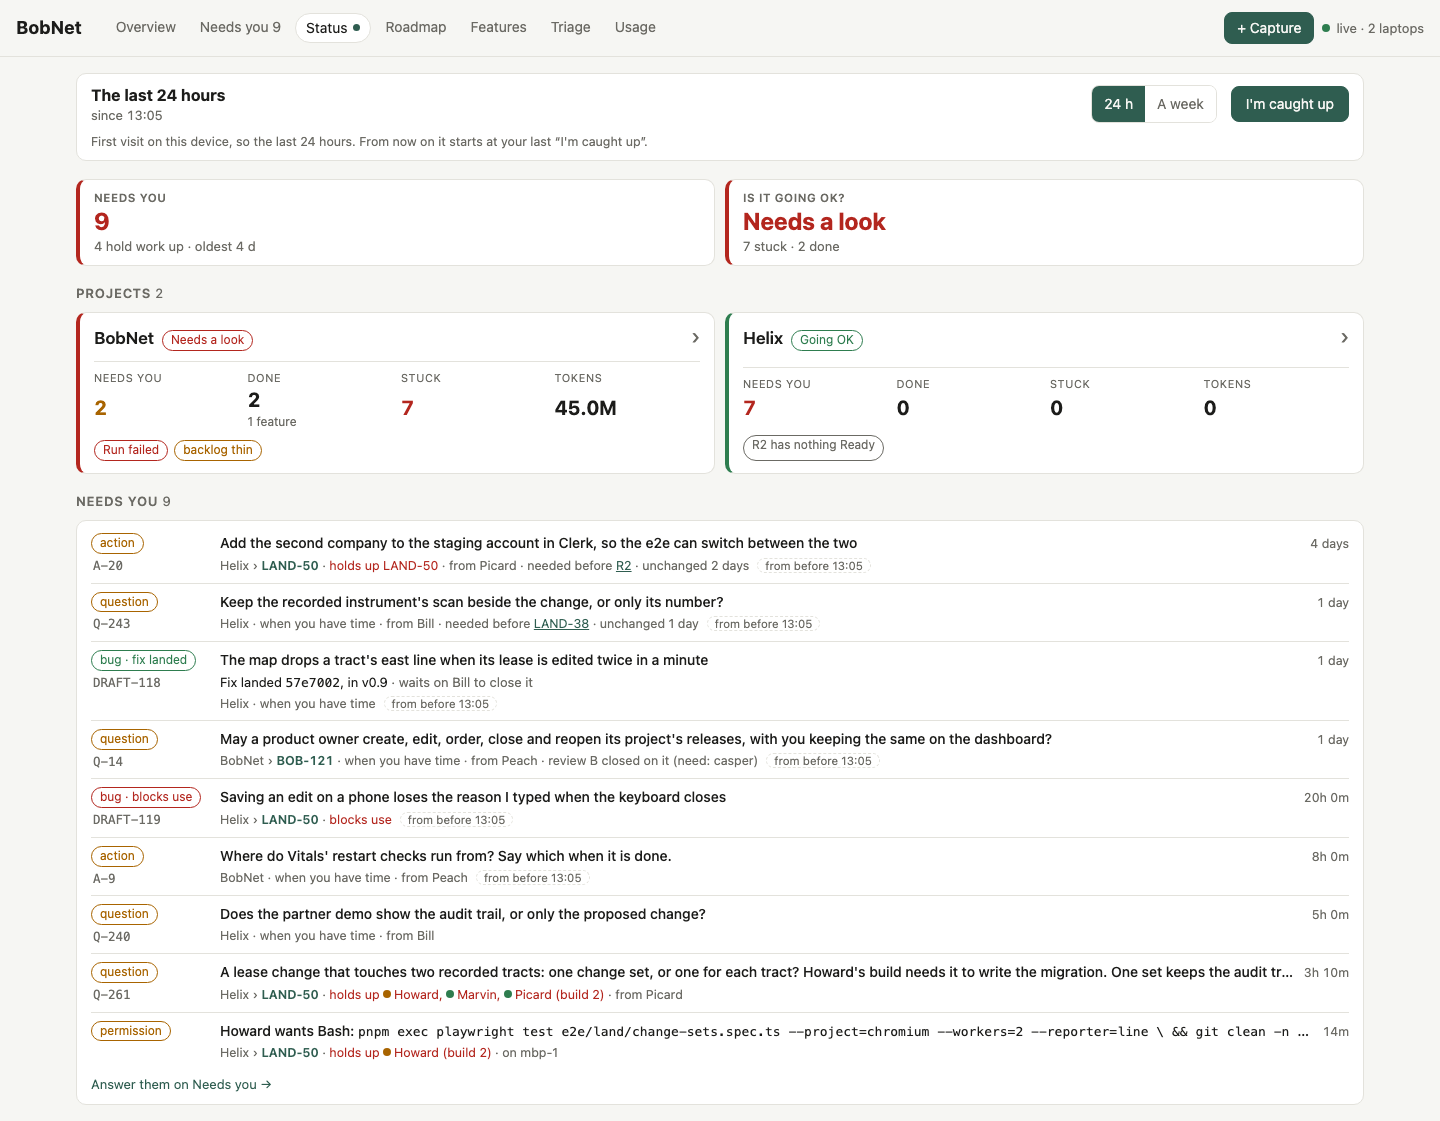 BobNet
Overview
Needs you 9
Status
Roadmap
Features
Triage
Usage
+ Capture
live · 2 laptops
The last 24 hours
since 13:05
24 h
A week
I'm caught up
First visit on this device, so the last 24 hours. From now on it starts at your last “I'm caught up”.
NEEDS YOU
9
4 hold work up · oldest 4 d
IS IT GOING OK?
Needs a look
7 stuck · 2 done
PROJECTS 2
BobNet
Needs a look
›
NEEDS YOU
DONE
STUCK
TOKENS
2
2
7
45.0M
1 feature
Run failed
backlog thin
Helix
Going OK
›
NEEDS YOU
DONE
STUCK
TOKENS
7
0
0
0
R2 has nothing Ready
NEEDS YOU 9
action
Add the second company to the staging account in Clerk, so the e2e can switch between the two
4 days
A–20
Helix › LAND-50 · holds up LAND-50 · from Picard · needed before R2 · unchanged 2 days
from before 13:05
question
Keep the recorded instrument's scan beside the change, or only its number?
1 day
Q–243
Helix · when you have time · from Bill · needed before LAND-38 · unchanged 1 day
from before 13:05
bug · fix landed
The map drops a tract's east line when its lease is edited twice in a minute
1 day
DRAFT–118
Fix landed 57e7002, in v0.9 · waits on Bill to close it
Helix · when you have time
from before 13:05
question
May a product owner create, edit, order, close and reopen its project's releases, with you keeping the same on the dashboard?
1 day
Q–14
BobNet › BOB-121 · when you have time · from Peach · review B closed on it (need: casper)
from before 13:05
bug · blocks use
Saving an edit on a phone loses the reason I typed when the keyboard closes
20h 0m
DRAFT–119
Helix › LAND-50 · blocks use
from before 13:05
action
Where do Vitals' restart checks run from? Say which when it is done.
8h 0m
A–9
BobNet · when you have time · from Peach
from before 13:05
question
Does the partner demo show the audit trail, or only the proposed change?
5h 0m
Q–240
Helix · when you have time · from Bill
question
A lease change that touches two recorded tracts: one change set, or one for each tract? Howard's build needs it to write the migration. One set keeps the audit tr...
3h 10m
Q–261
Helix › LAND-50 · holds up Howard, Marvin, Picard (build 2) · from Picard
permission
Howard wants Bash: pnpm exec playwright test e2e/land/change-sets.spec.ts --project=chromium --workers=2 --reporter=line \ && git clean -n ...
14m
Helix › LAND-50 · holds up Howard (build 2) · on mbp-1
Answer them on Needs you →